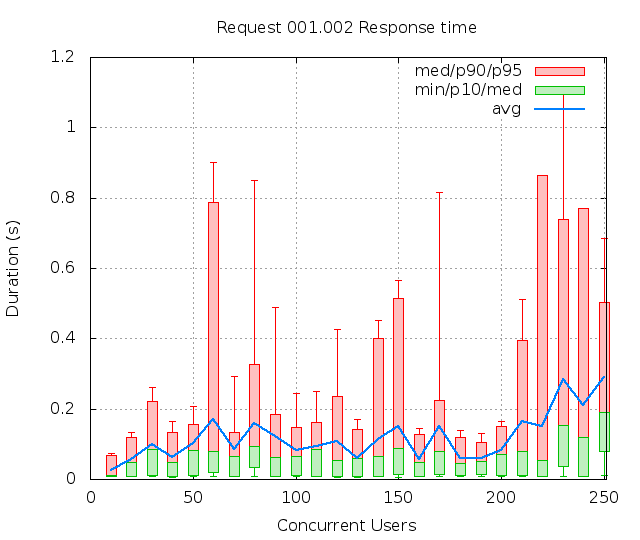 Request 001.002 Response time
1.2
1
0.8
0.6
0.4
0.2
0
Duration (s)
med/p90/p95
min/p10/med
avg
0 50 100 150 200 250
Concurrent Users